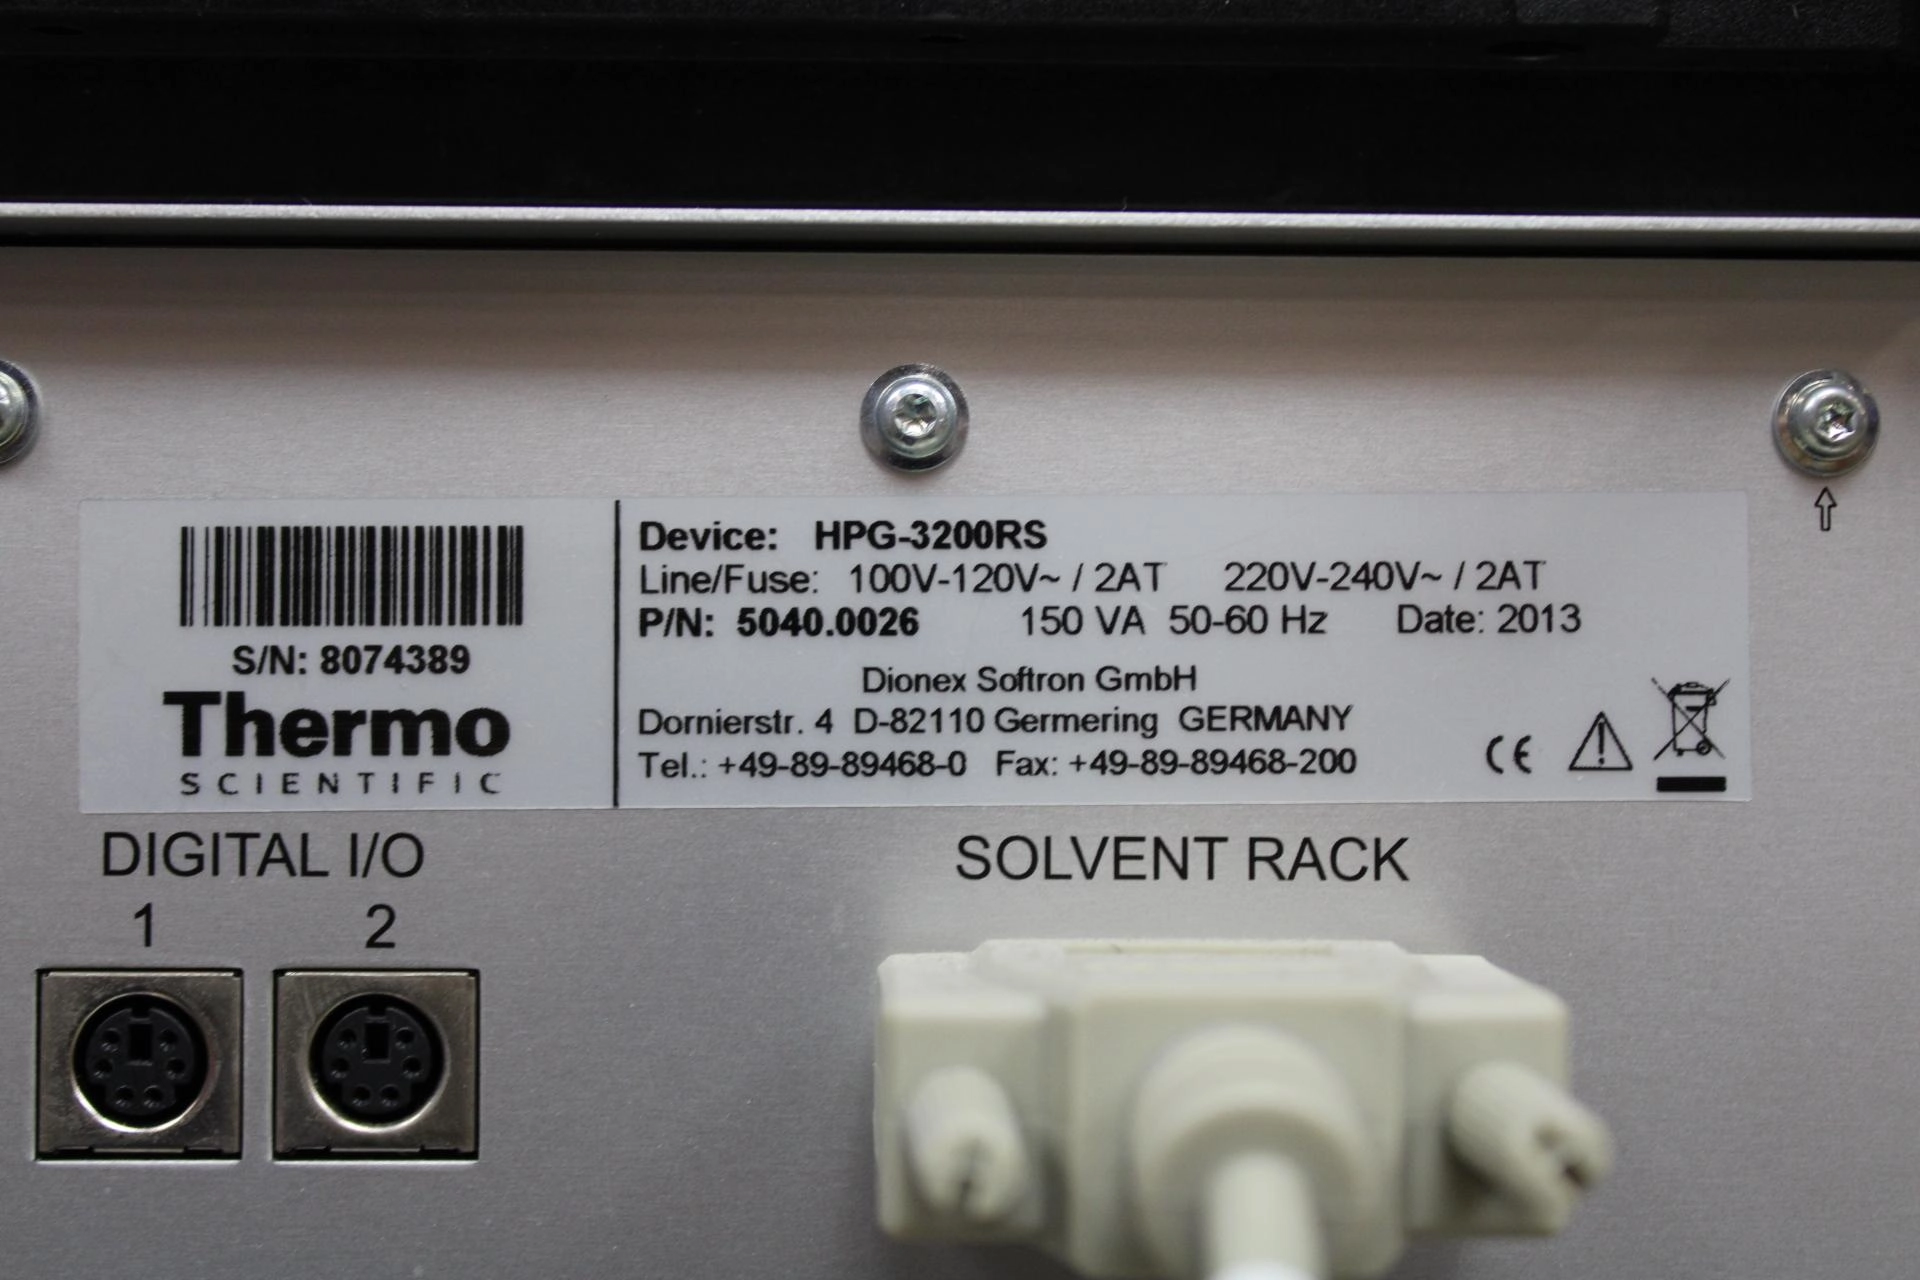 S/N: 8074389
Thermo
SCIENTIFIC
Device: HPG-3200RS
Line/Fuse: 100V-120V~ / 2AT 220V-240V~ / 2AT
P/N: 5040.0026 150 VA 50-60 Hz Date: 2013
Dionex Softron GmbH
Dornierstr. 4 D-82110 Germering GERMANY
Tel.: +49-89-89468-0 Fax: +49-89-89468-200
CE
DIGITAL I/O
1 2
SOLVENT RACK